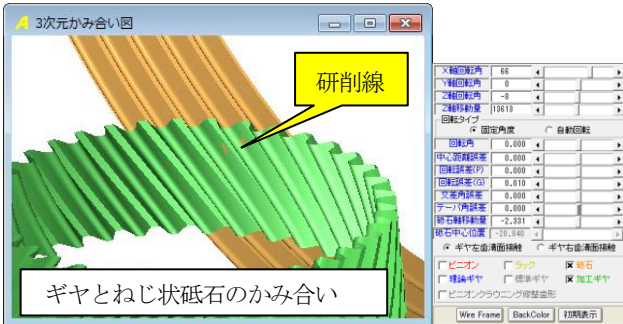 3次元かみ合い図
研削線
ギヤとねじ状砥石のかみ合い
X軸回転角 66
Y軸回転角 0
Z軸回転角 -8
Z軸移動量 13613
回転タイプ
固定角度 自動回転
回転角 0.000
中心距離誤差 0.000
回転誤差(P) 0.000
回転誤差(G) 0.010
交差角誤差 0.000
テーパ角誤差 0.000
砥石軸移動量 -2.331
砥石中心位置 -20.840
ギヤ左歯溝面接触 ギヤ右歯溝面接触
ピニオン ラック 砥石
理論ギヤ 標準ギヤ 加工ギヤ
ピニオンクラウニング修整歯形
Wire Frame BackColor 初期表示